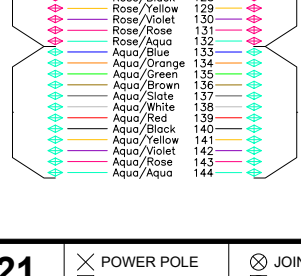 Rose/Yellow 129
Rose/Violet 130
Rose/Rose 131
Rose/Aqua 132
Aqua/Blue 133
Aqua/Orange 134
Aqua/Green 135
Aqua/Brown 136
Aqua/Slate 137
Aqua/White 138
Aqua/Red 139
Aqua/Black 140
Aqua/Yellow 141
Aqua/Violet 142
Aqua/Rose 143
Aqua/Aqua 144
21 POWER POLE